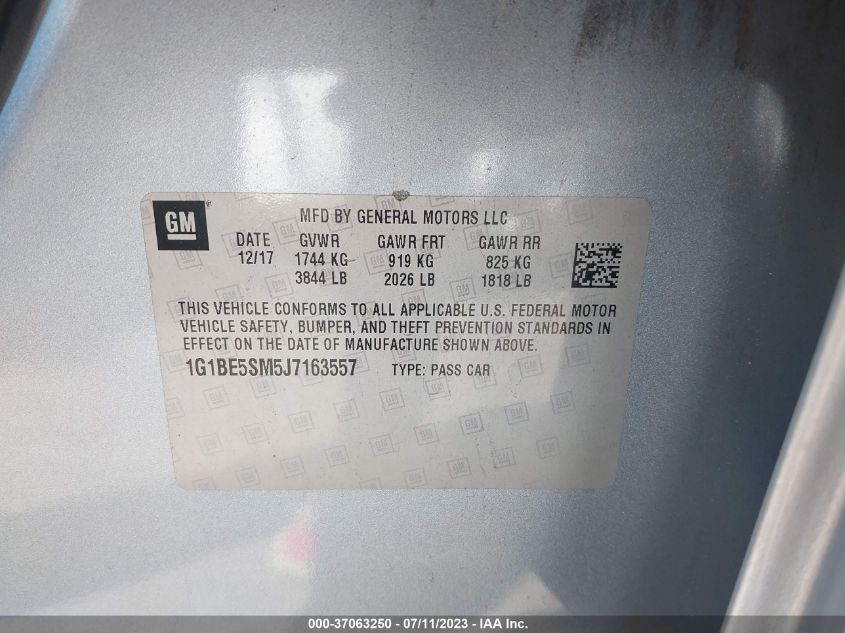 GM
MFD BY GENERAL MOTORS LLC
DATE GVWR GAWR FRT GAWR RR
12/17 1744 KG 919 KG 825 KG
3844 LB 2026 LB 1818 LB
THIS VEHICLE CONFORMS TO ALL APPLICABLE U.S. FEDERAL MOTOR
VEHICLE SAFETY, BUMPER, AND THEFT PREVENTION STANDARDS IN
EFFECT ON THE DATE OF MANUFACTURE SHOWN ABOVE.
1G1BE5SM5J7163557 TYPE: PASS CAR
000-37063250 - 07/11/2023 - IAA Inc.